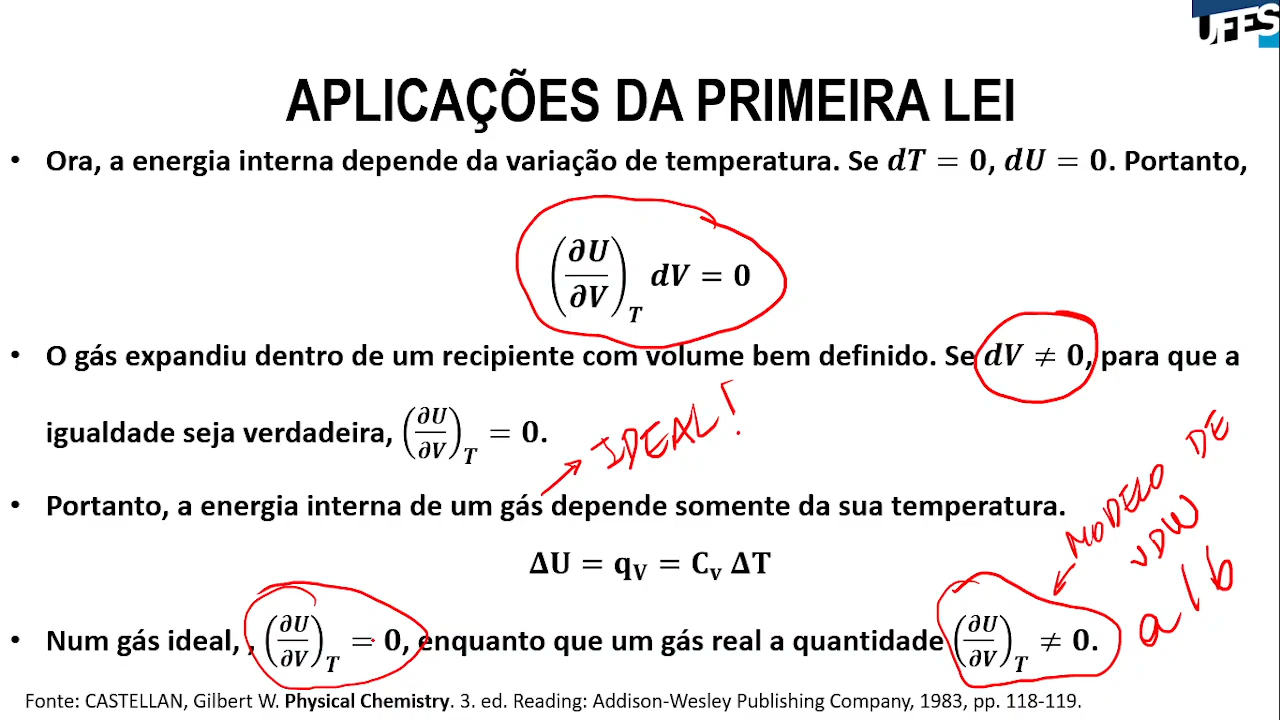 UFES
APLICAÇÕES DA PRIMEIRA LEI
• Ora, a energia interna depende da variação de temperatura. Se dT = 0, dU = 0. Portanto,
(∂U/∂V)_T dV = 0
• O gás expandiu dentro de um recipiente com volume bem definido. Se dV ≠ 0, para que a
igualdade seja verdadeira, (∂U/∂V)_T = 0.
→ IDEAL!
• Portanto, a energia interna de um gás depende somente da sua temperatura.
MODELO DE
VDW
a/b
ΔU = q_V = C_v ΔT
• Num gás ideal, , (∂U/∂V)_T = 0, enquanto que um gás real a quantidade (∂U/∂V)_T ≠ 0.
Fonte: CASTELLAN, Gilbert W. Physical Chemistry. 3. ed. Reading: Addison-Wesley Publishing Company, 1983, pp. 118-119.